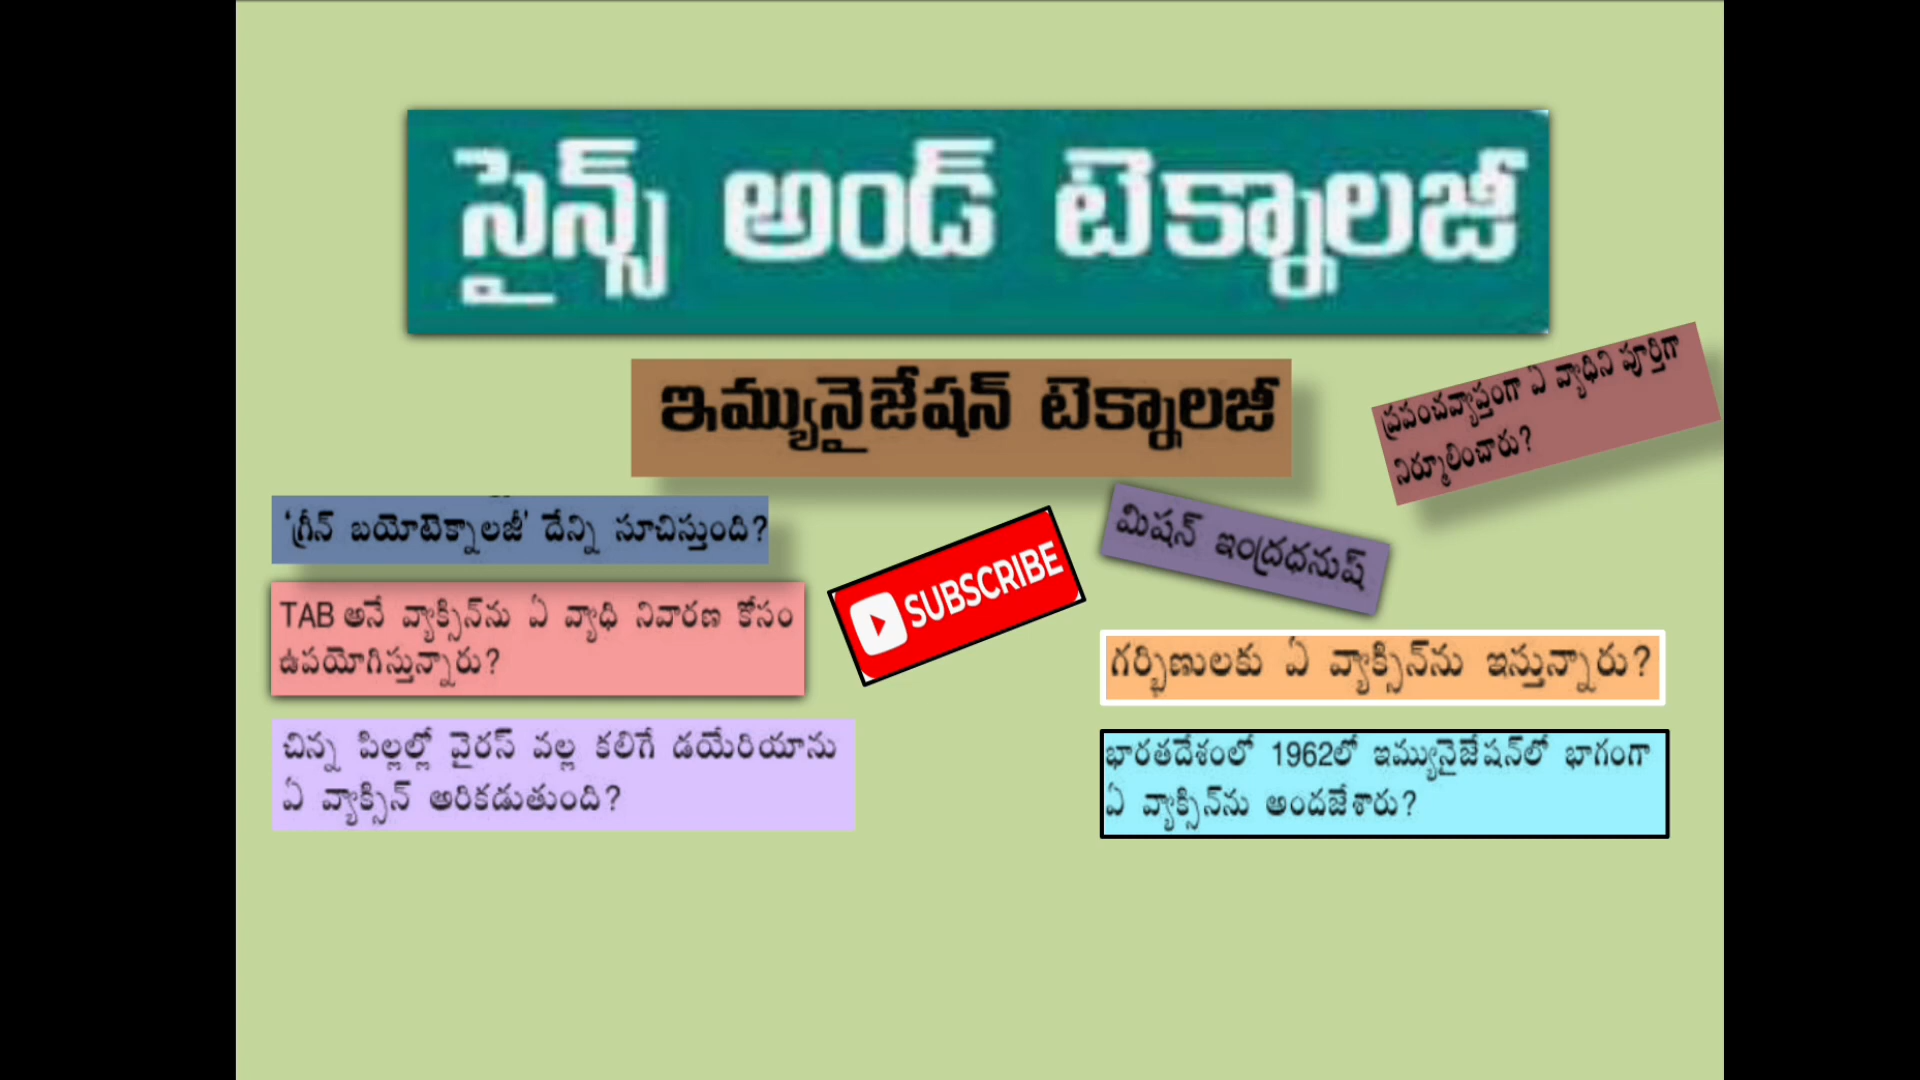 సైన్స్ అండ్ టెక్నాలజీ
ఇమ్యునైజేషన్ టెక్నాలజీ
ప్రపంచవ్యాప్తంగా ఏ వ్యాధిని పూర్తిగా
నిర్మూలించారు?
'గ్రీన్ బయోటెక్నాలజీ' దేన్ని సూచిస్తుంది?
మిషన్ ఇంద్రధనుష్
SUBSCRIBE
TAB అనే వ్యాక్సిన్‌ను ఏ వ్యాధి నివారణ కోసం
ఉపయోగిస్తున్నారు?
గర్భిణులకు ఏ వ్యాక్సిన్‌ను ఇస్తున్నారు?
చిన్న పిల్లల్లో వైరస్ వల్ల కలిగే డయేరియాను
ఏ వ్యాక్సిన్ అరికడుతుంది?
భారతదేశంలో 1962లో ఇమ్యునైజేషన్‌లో భాగంగా
ఏ వ్యాక్సిన్‌ను అందజేశారు?